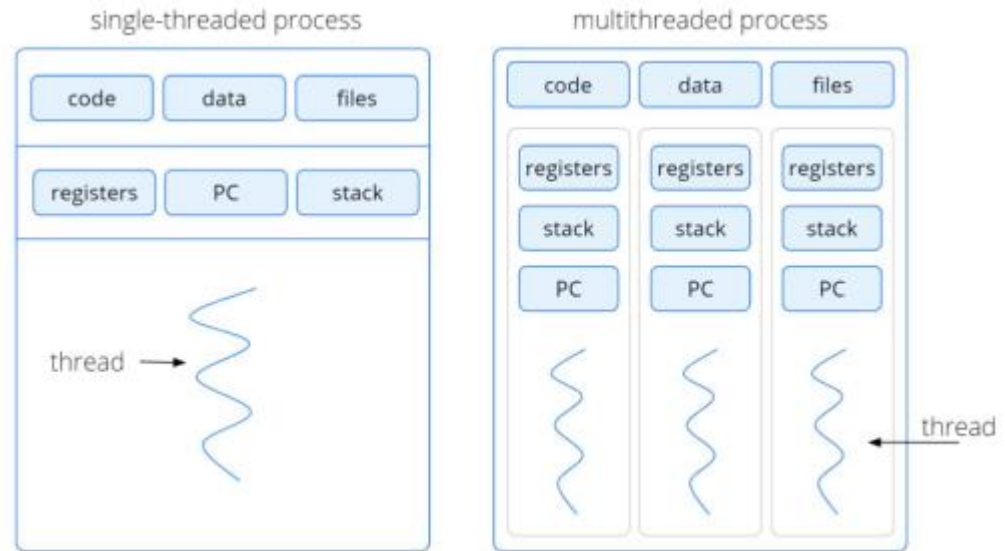 single-threaded process
multithreaded process
code data files
registers PC stack
thread
code data files
registers registers registers
stack stack stack
PC PC PC
thread